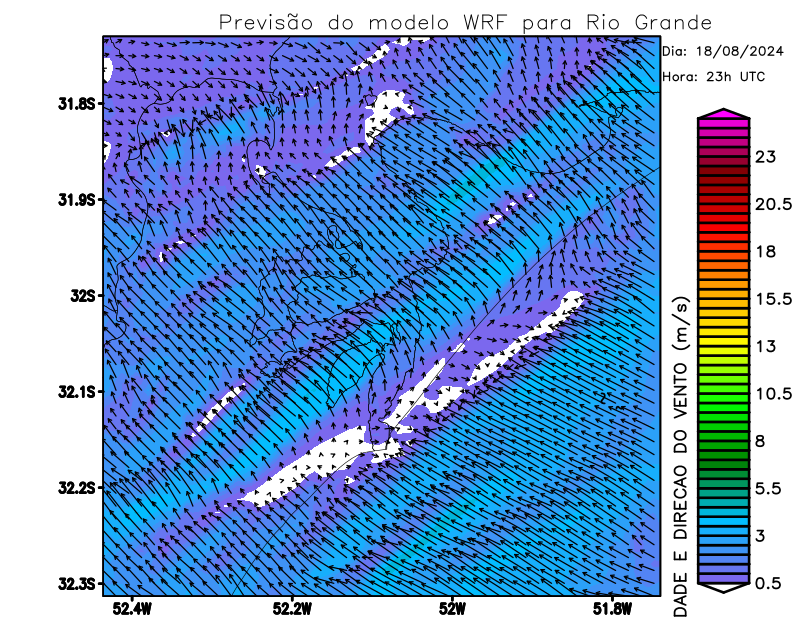 Previsão do modelo WRF para Rio Grande
Dia: 18/08/2024
Hora: 23h UTC
31.8S
31.9S
32S
32.1S
32.2S
32.3S
52.4W
52.2W
52W
51.8W
23
20.5
18
15.5
13
10.5
8
5.5
3
0.5
DADE E DIRECAO DO VENTO (m/s)